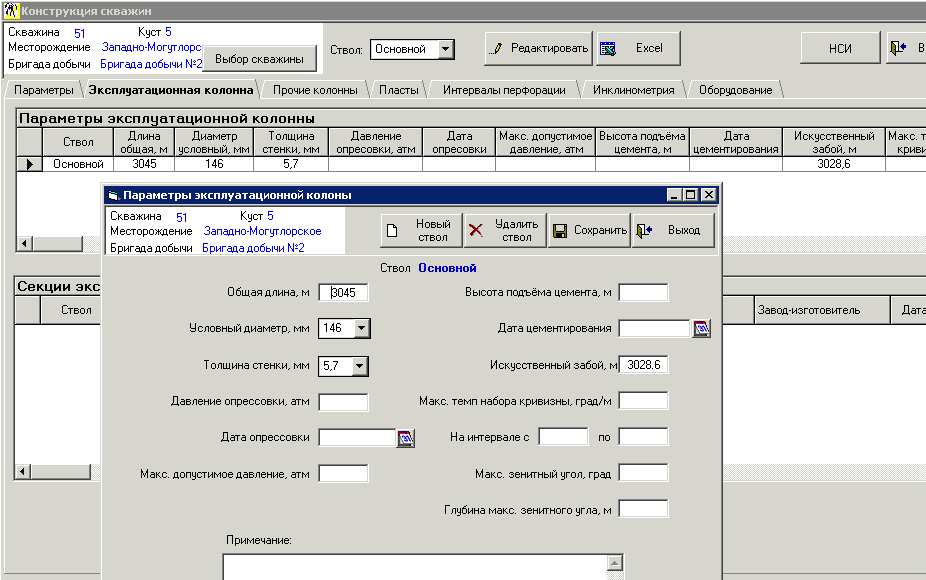 Конструкция скважин
Скважина 51 Куст 5
Месторождение Западно-Могутлорс
Бригада добычи Бригада добычи №2
Выбор скважины
Ствол: Основной
Редактировать
Excel
НСИ
В
Параметры Эксплуатационная колонна Прочие колонны Пласты Интервалы перфорации Инклинометрия Оборудование
Параметры эксплуатационной колонны
Ствол Длина общая, м Диаметр условный, мм Толщина стенки, мм Давление опресовки, атм Дата опресовки Макс. допустимое давление, атм Высота подъёма цемента, м Дата цементирования Искусственный забой, м Макс. т криви
Основной 3045 146 5,7 3028,6
Параметры эксплуатационной колоны
Скважина 51 Куст 5
Месторождение Западно-Могутлорское
Бригада добычи Бригада добычи №2
Новый ствол
Удалить ствол
Сохранить
Выход
Ствол Основной
Общая длина, м 3045 Высота подъёма цемента, м
Условный диаметр, мм 146 Дата цементирования
Толщина стенки, мм 5,7 Искусственный забой, м 3028.6
Давление опрессовки, атм Макс. темп набора кривизны, град/м
Дата опрессовки На интервале с по
Макс. допустимое давление, атм Макс. зенитный угол, град
Глубина макс. зенитного угла, м
Примечание:
Секции экс
Ствол Завод-изготовитель Дата